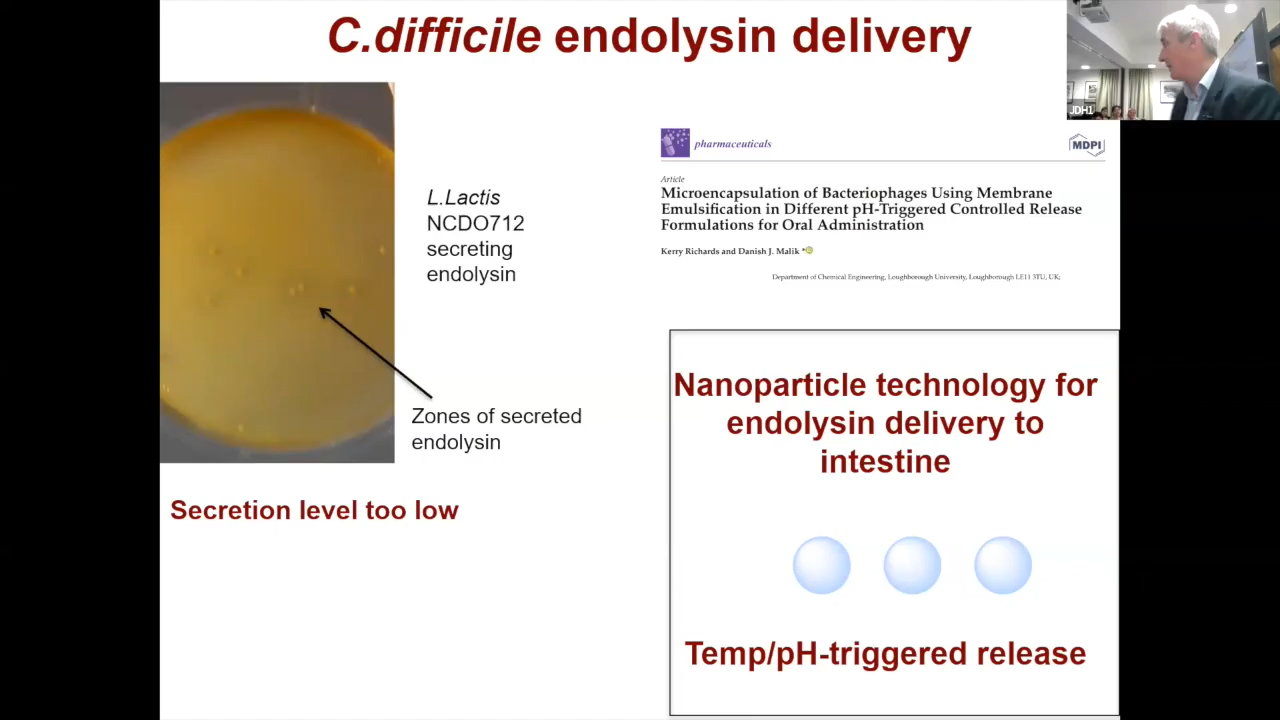 C.difficile endolysin delivery
JDH1
L.Lactis
NCDO712
secreting
endolysin
Zones of secreted
endolysin
Secretion level too low
pharmaceuticals
MDPI
Article
Microencapsulation of Bacteriophages Using Membrane
Emulsification in Different pH-Triggered Controlled Release
Formulations for Oral Administration
Kerry Richards and Danish J. Malik *
Department of Chemical Engineering, Loughborough University, Loughborough LE11 3TU, UK;
Nanoparticle technology for
endolysin delivery to
intestine
Temp/pH-triggered release